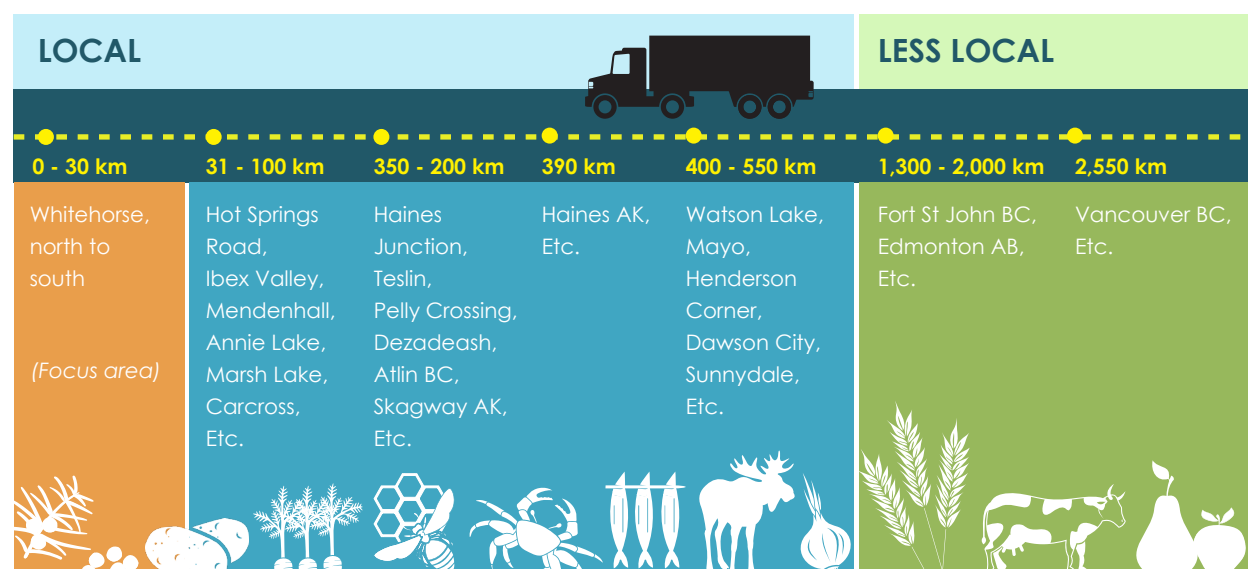 LOCAL
LESS LOCAL
0 - 30 km
31 - 100 km
350 - 200 km
390 km
400 - 550 km
1,300 - 2,000 km
2,550 km
Whitehorse,
north to
south
(Focus area)
Hot Springs
Road,
Ibex Valley,
Mendenhall,
Annie Lake,
Marsh Lake,
Carcross,
Etc.
Haines
Junction,
Teslin,
Pelly Crossing,
Dezadeash,
Atlin BC,
Skagway AK,
Etc.
Haines AK,
Etc.
Watson Lake,
Mayo,
Henderson
Corner,
Dawson City,
Sunnydale,
Etc.
Fort St John BC,
Edmonton AB,
Etc.
Vancouver BC,
Etc.